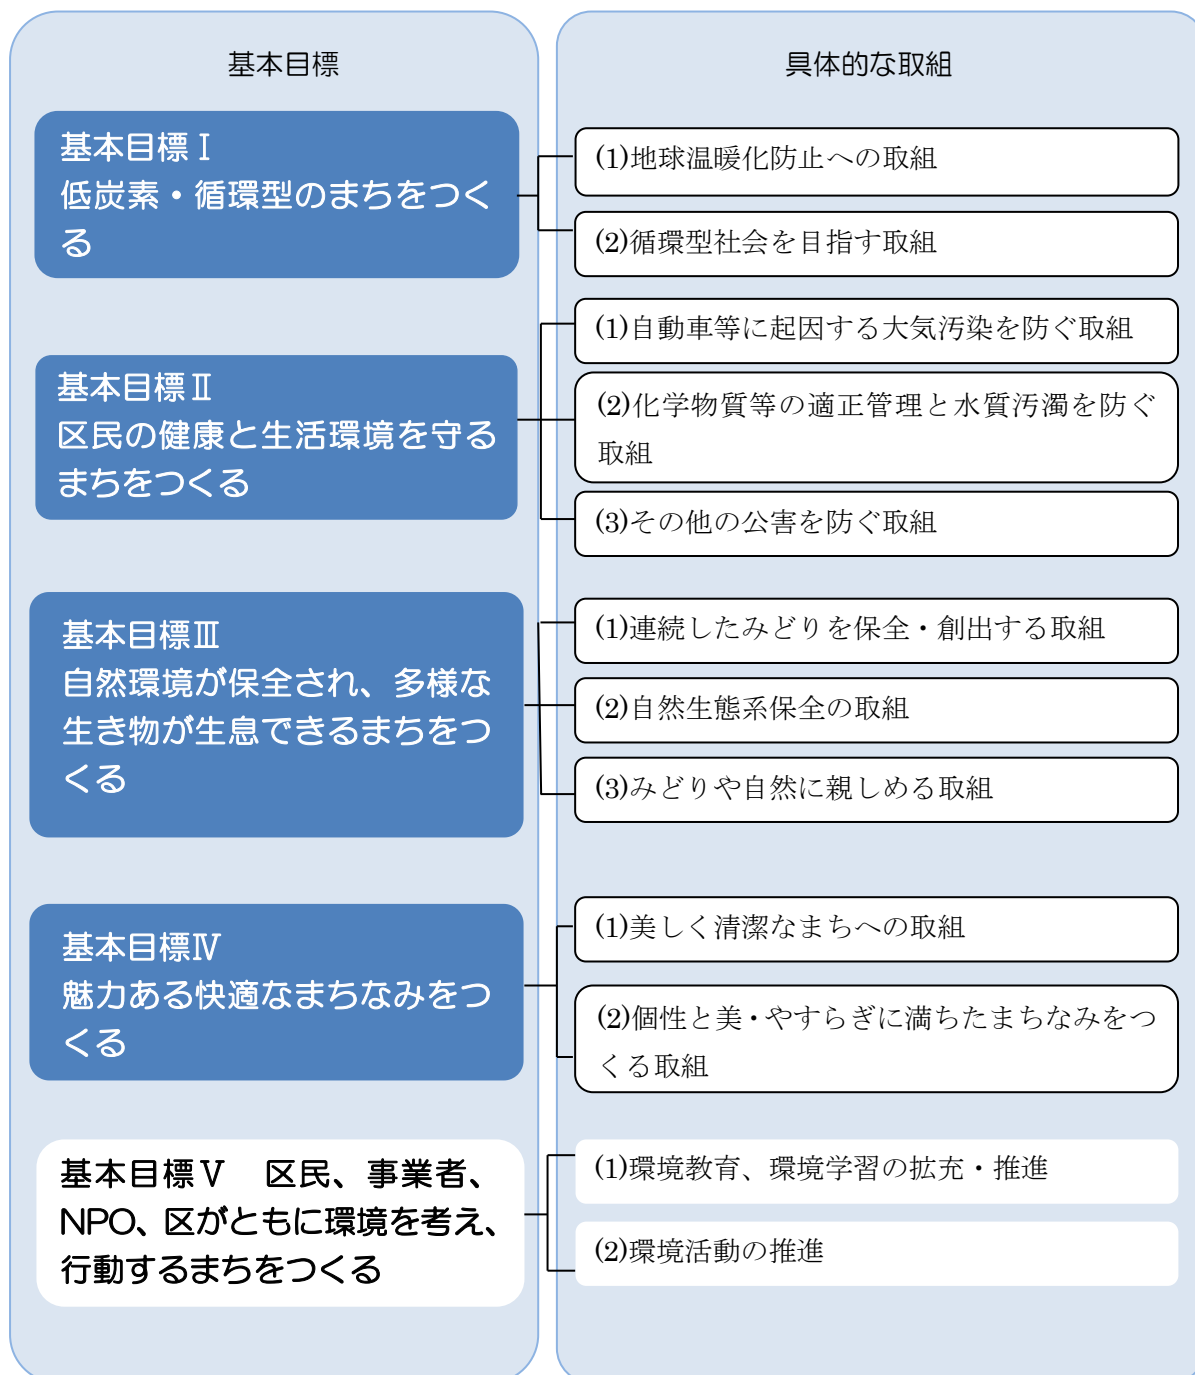 基本目標
具体的な取組
基本目標Ⅰ
低炭素・循環型のまちをつく
る
(1)地球温暖化防止への取組
(2)循環型社会を目指す取組
基本目標Ⅱ
区民の健康と生活環境を守る
まちをつくる
(1)自動車等に起因する大気汚染を防ぐ取組
(2)化学物質等の適正管理と水質汚濁を防ぐ
取組
(3)その他の公害を防ぐ取組
基本目標Ⅲ
自然環境が保全され、多様な
生き物が生息できるまちをつ
くる
(1)連続したみどりを保全・創出する取組
(2)自然生態系保全の取組
(3)みどりや自然に親しめる取組
基本目標Ⅳ
魅力ある快適なまちなみをつ
くる
(1)美しく清潔なまちへの取組
(2)個性と美・やすらぎに満ちたまちなみをつ
くる取組
基本目標Ⅴ　区民、事業者、
NPO、区がともに環境を考え、
行動するまちをつくる
(1)環境教育、環境学習の拡充・推進
(2)環境活動の推進